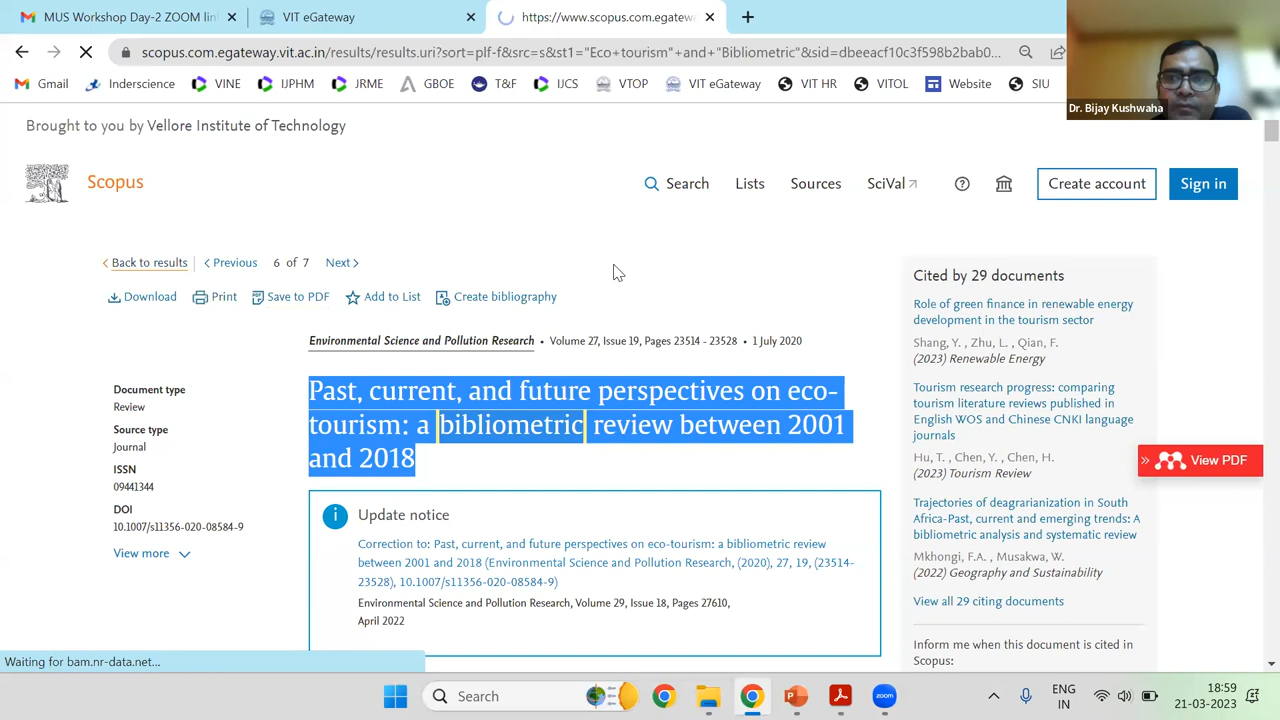 MUS Workshop Day-2 ZOOM lin
VIT eGateway
https://www.scopus.com.egatewa
scopus.com.egateway.vit.ac.in/results/results.uri?sort=plf-f&src=s&st1="Eco+tourism"+and+"Bibliometric"&sid=dbeeacf10c3f598b2bab0...
Gmail Inderscience VINE IJPHM JRME GBOE T&F IJCS VTOP VIT eGateway VIT HR VITOL Website SIU
Dr. Bijay Kushwaha
Brought to you by Vellore Institute of Technology
Scopus
Search Lists Sources SciVal Create account Sign in
Back to results Previous 6 of 7 Next
Download Print Save to PDF Add to List Create bibliography
Environmental Science and Pollution Research • Volume 27, Issue 19, Pages 23514 - 23528 • 1 July 2020
Document type
Review
Source type
Journal
ISSN
09441344
DOI
10.1007/s11356-020-08584-9
View more
Past, current, and future perspectives on eco-
tourism: a bibliometric review between 2001
and 2018
i Update notice
Correction to: Past, current, and future perspectives on eco-tourism: a bibliometric review
between 2001 and 2018 (Environmental Science and Pollution Research, (2020), 27, 19, (23514-
23528), 10.1007/s11356-020-08584-9)
Environmental Science and Pollution Research, Volume 29, Issue 18, Pages 27610,
April 2022
Cited by 29 documents
Role of green finance in renewable energy
development in the tourism sector
Shang, Y. , Zhu, L. , Qian, F.
(2023) Renewable Energy
Tourism research progress: comparing
tourism literature reviews published in
English WOS and Chinese CNKI language
journals
Hu, T. , Chen, Y. , Chen, H.
(2023) Tourism Review
Trajectories of deagrarianization in South
Africa-Past, current and emerging trends: A
bibliometric analysis and systematic review
Mkhongi, F.A. , Musakwa, W.
(2022) Geography and Sustainability
View all 29 citing documents
Inform me when this document is cited in
Scopus:
» View PDF
Waiting for bam.nr-data.net...
Search
zoom
ENG
IN
18:59
21-03-2023